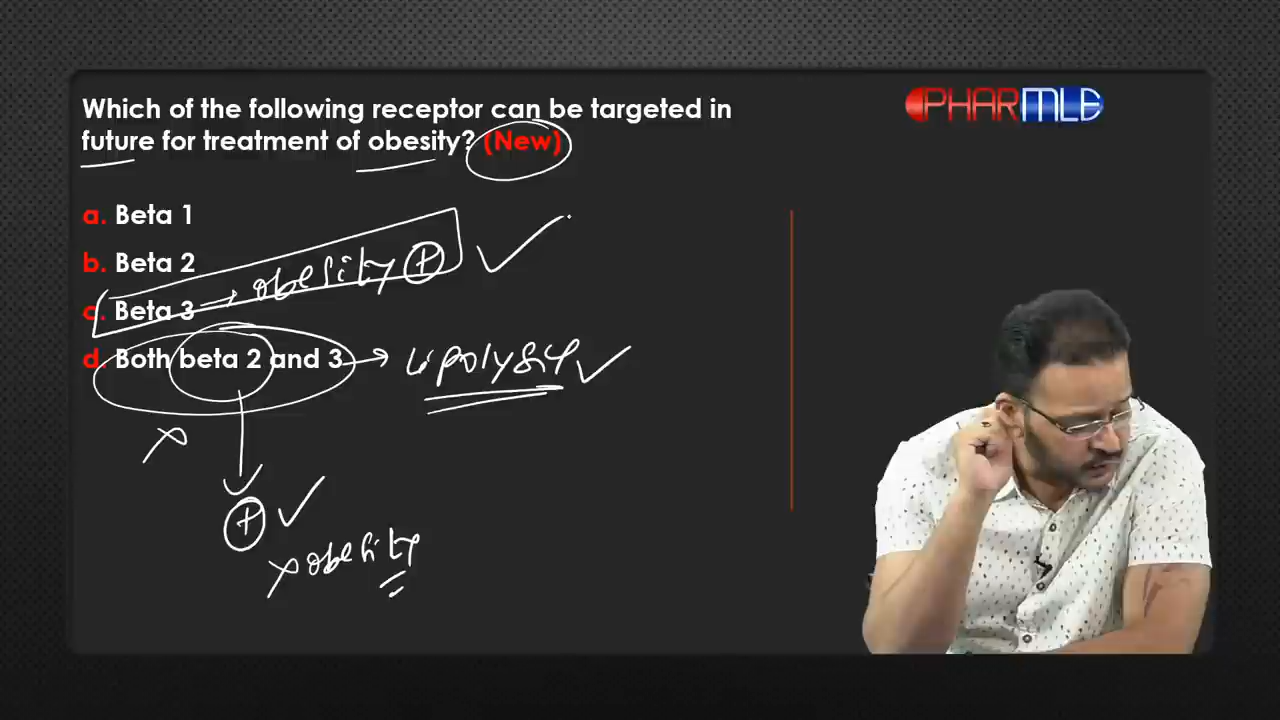 PHARMLE
Which of the following receptor can be targeted in
future for treatment of obesity? (New)
a. Beta 1
b. Beta 2
c. Beta 3 → obesity +
d. Both beta 2 and 3 →
+
x obesity